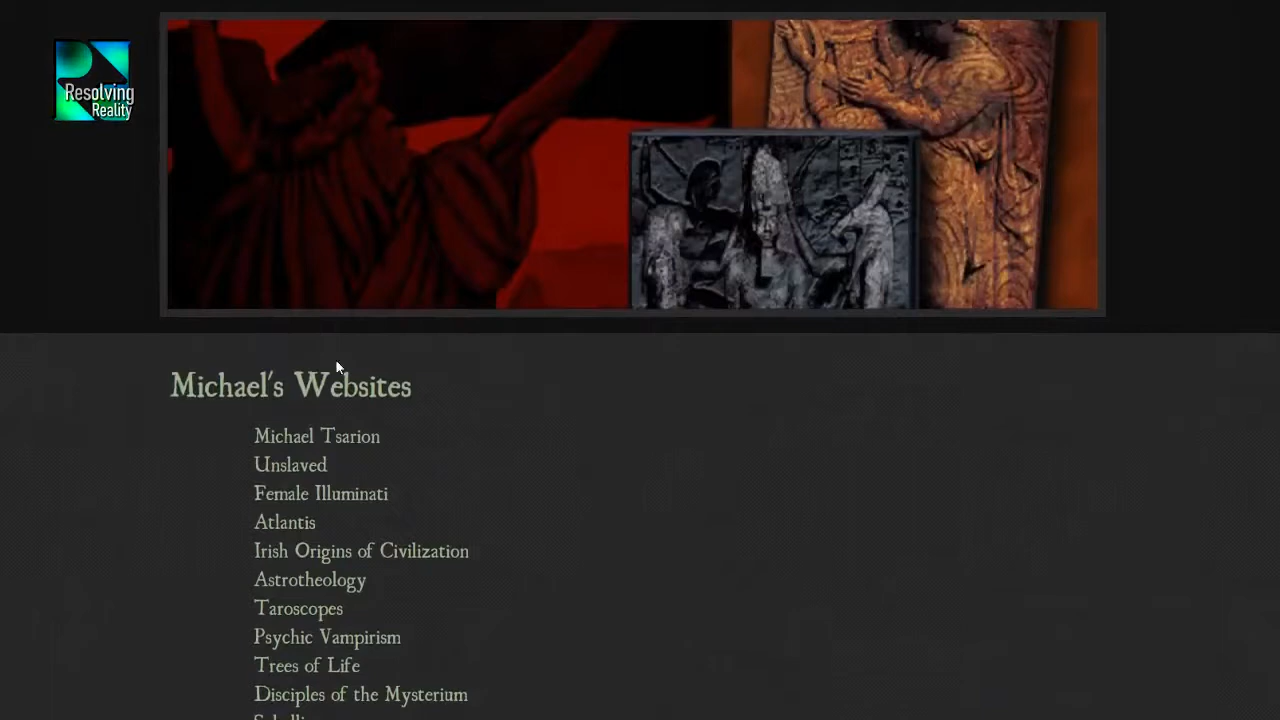 Resolving
Reality
Michael's Websites
Michael Tsarion
Unslaved
Female Illuminati
Atlantis
Irish Origins of Civilization
Astrotheology
Taroscopes
Psychic Vampirism
Trees of Life
Disciples of the Mysterium